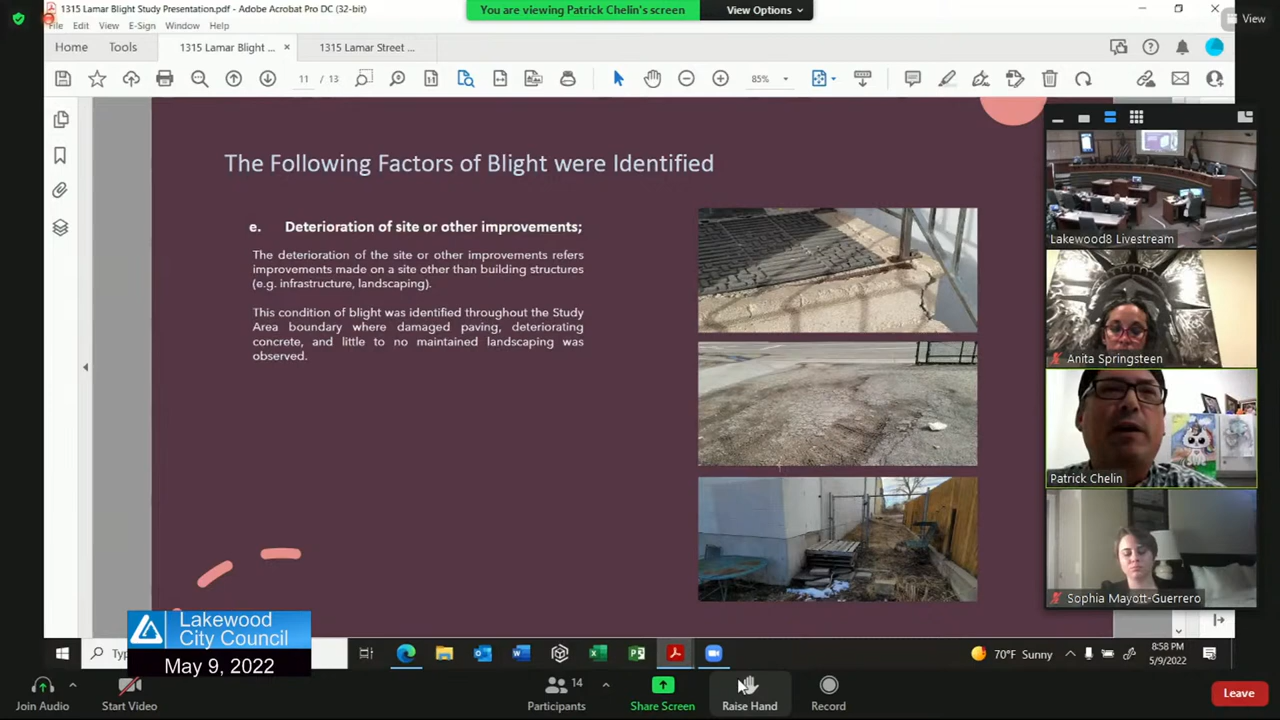 1315 Lamar Blight Study Presentation.pdf - Adobe Acrobat Pro DC (32-bit)
You are viewing Patrick Chelin's screen
View Options
View
File Edit View E-Sign Window Help
Home Tools 1315 Lamar Blight ... × 1315 Lamar Street ...
11 / 13 85%
The Following Factors of Blight were Identified
e. Deterioration of site or other improvements;
The deterioration of the site or other improvements refers
improvements made on a site other than building structures
(e.g. infrastructure, landscaping).
This condition of blight was identified throughout the Study
Area boundary where damaged paving, deteriorating
concrete, and little to no maintained landscaping was
observed.
Lakewood8 Livestream
Anita Springsteen
Patrick Chelin
Sophia Mayott-Guerrero
Lakewood
City Council
May 9, 2022
70°F Sunny
8:58 PM
5/9/2022
14
Join Audio Start Video Participants Share Screen Raise Hand Record Leave